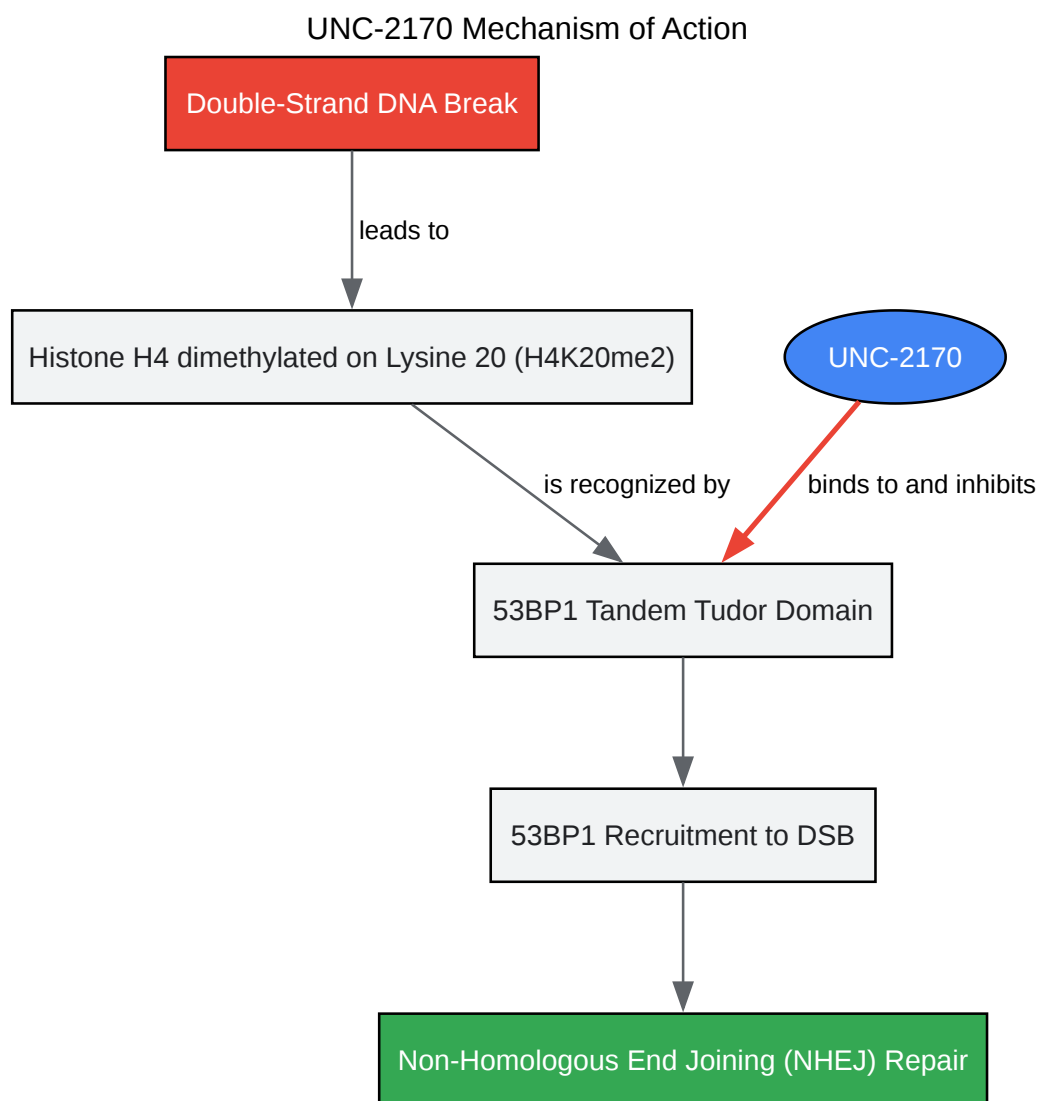 UNC-2170 Mechanism of Action
Double-Strand DNA Break
leads to
Histone H4 dimethylated on Lysine 20 (H4K20me2)
UNC-2170
is recognized by
binds to and inhibits
53BP1 Tandem Tudor Domain
53BP1 Recruitment to DSB
Non-Homologous End Joining (NHEJ) Repair